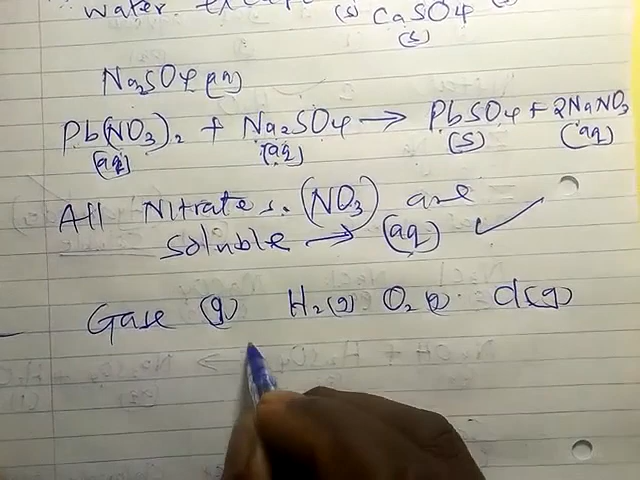 water.
(s) CaSO4
(s)
Na2SO4(aq)
Pb(NO3)2 + Na2SO4 → PbSO4 + 2NaNO3
(aq) (aq) (s) (aq)
All Nitrates. (NO3) are
soluble → (aq) ✓
Gase (g) H2(g) O2(g) Cl(g)